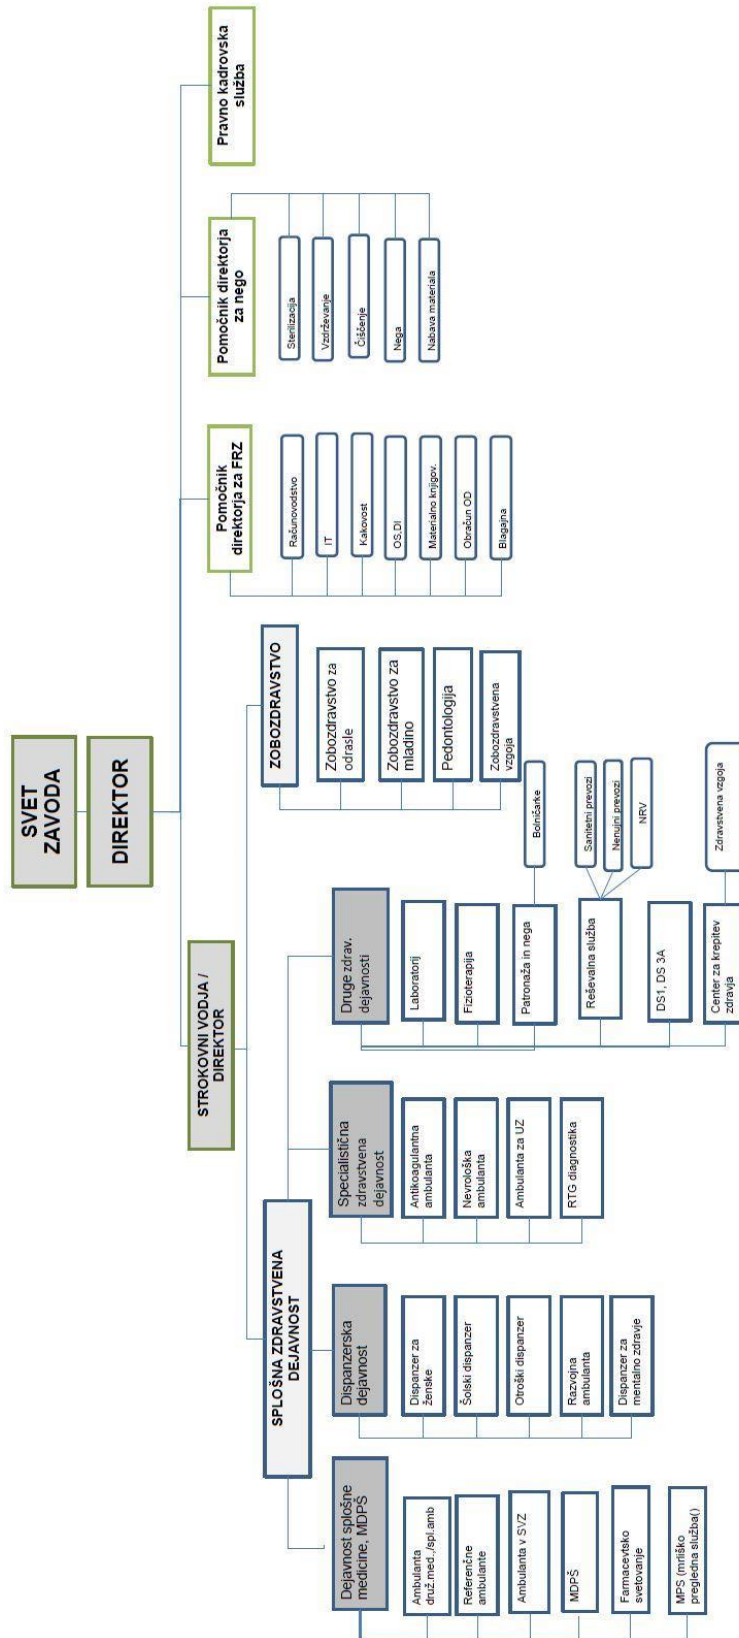 SVET
ZAVODA
DIREKTOR
STROKOVNI VODJA /
DIREKTOR
Pomočnik
direktorja za FRZ
Pomočnik direktorja
za nego
Pravno kadrovska
služba
SPLOŠNA ZDRAVSTVENA
DEJAVNOST
ZOBOZDRAVSTVO
Dejavnost splošne
medicine, MDPŠ
Ambulanta
druž.med.,/spl.amb
Referenčne
ambulante
Ambulanta v SVZ
MDPŠ
Farmacevtsko
svetovanje
MPS (mrliško
pregledna služba()
Dispanzerska
dejavnost
Dispanzer za
ženske
Šolski dispanzer
Otroški dispanzer
Razvojna
ambulanta
Dispanzer za
mentalno zdravje
Specialistična
zdravstvena
dejavnost
Antikoagulantna
ambulanta
Nevrološka
ambulanta
Ambulanta za UZ
RTG diagnostika
Druge zdrav.
dejavnosti
Laboratorij
Fizioterapija
Patronaža in nega
Bolničarke
Reševalna služba
Sanitetni prevozi
Nenujni prevozi
NRV
DS1, DS 3A
Center za krepitev
zdravja
Zdravstvena vzgoja
Zobozdravstvo za
odrasle
Zobozdravstvo za
mladino
Pedontologija
Zobozdravstvena
vzgoja
Računovodstvo
IT
Kakovost
OS,DI
Materialno knjigov.
Obračun OD
Blagajna
Sterilizacija
Vzdrževanje
Čiščenje
Nega
Nabava materiala